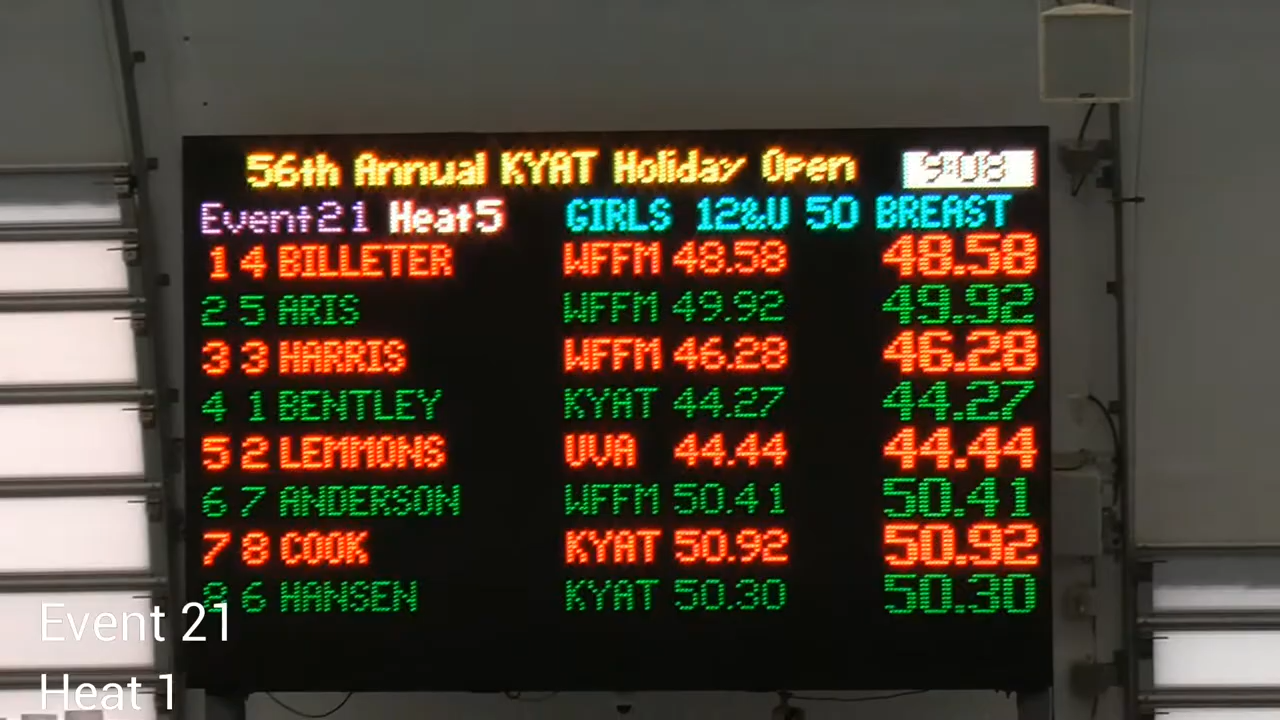 56th Annual KYAT Holiday Open 9:08
Event21 Heat5 GIRLS 12&U 50 BREAST
1 4 BILLETER WFFM 48.58 48.58
2 5 ARIS WFFM 49.92 49.92
3 3 HARRIS WFFM 46.28 46.28
4 1 BENTLEY KYAT 44.27 44.27
5 2 LEMMONS UVA 44.44 44.44
6 7 ANDERSON WFFM 50.41 50.41
7 8 COOK KYAT 50.92 50.92
8 6 HANSEN KYAT 50.30 50.30
Event 21
Heat 1